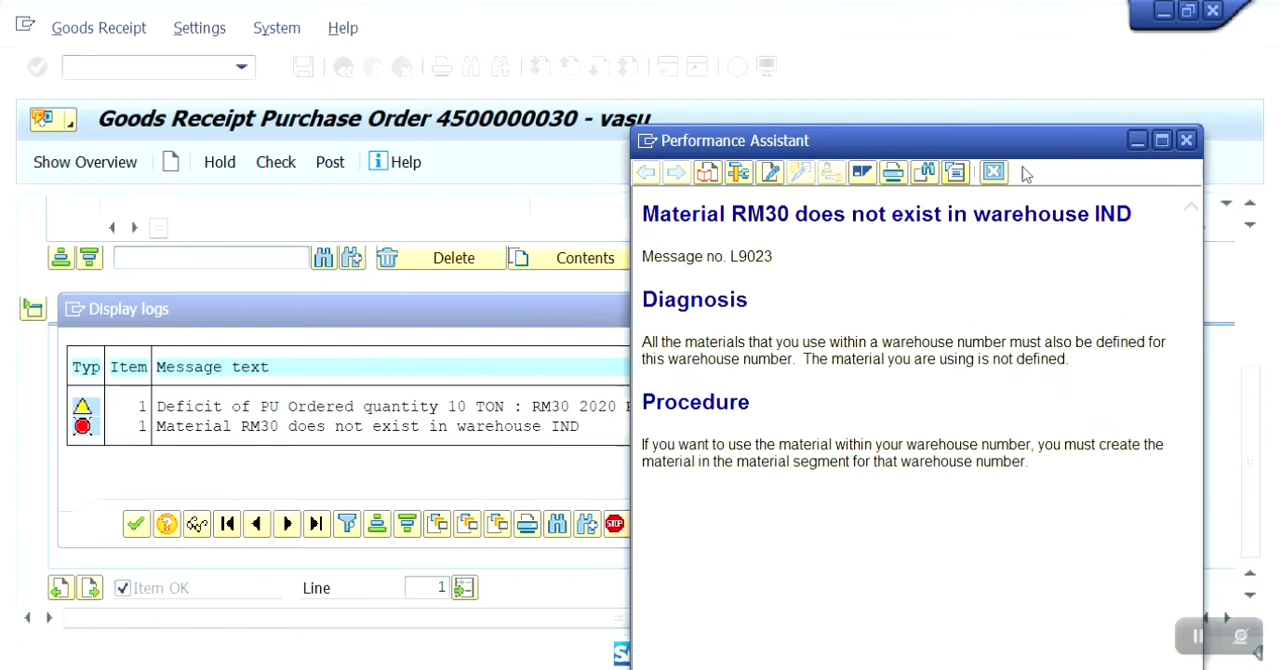 Goods Receipt Settings System Help
Goods Receipt Purchase Order 4500000030 - vasu
Show Overview Hold Check Post Help
Delete Contents
Display logs
Typ Item Message text
1 Deficit of PU Ordered quantity 10 TON : RM30 2020
1 Material RM30 does not exist in warehouse IND
Item OK Line 1
Performance Assistant
Material RM30 does not exist in warehouse IND
Message no. L9023
Diagnosis
All the materials that you use within a warehouse number must also be defined for
this warehouse number. The material you are using is not defined.
Procedure
If you want to use the material within your warehouse number, you must create the
material in the material segment for that warehouse number.